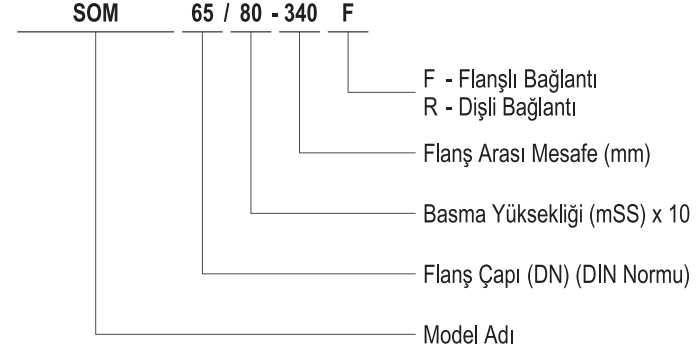 SOM 65 / 80 - 340 F
F - Flanşlı Bağlantı
R - Dişli Bağlantı
Flanş Arası Mesafe (mm)
Basma Yüksekliği (mSS) x 10
Flanş Çapı (DN) (DIN Normu)
Model Adı